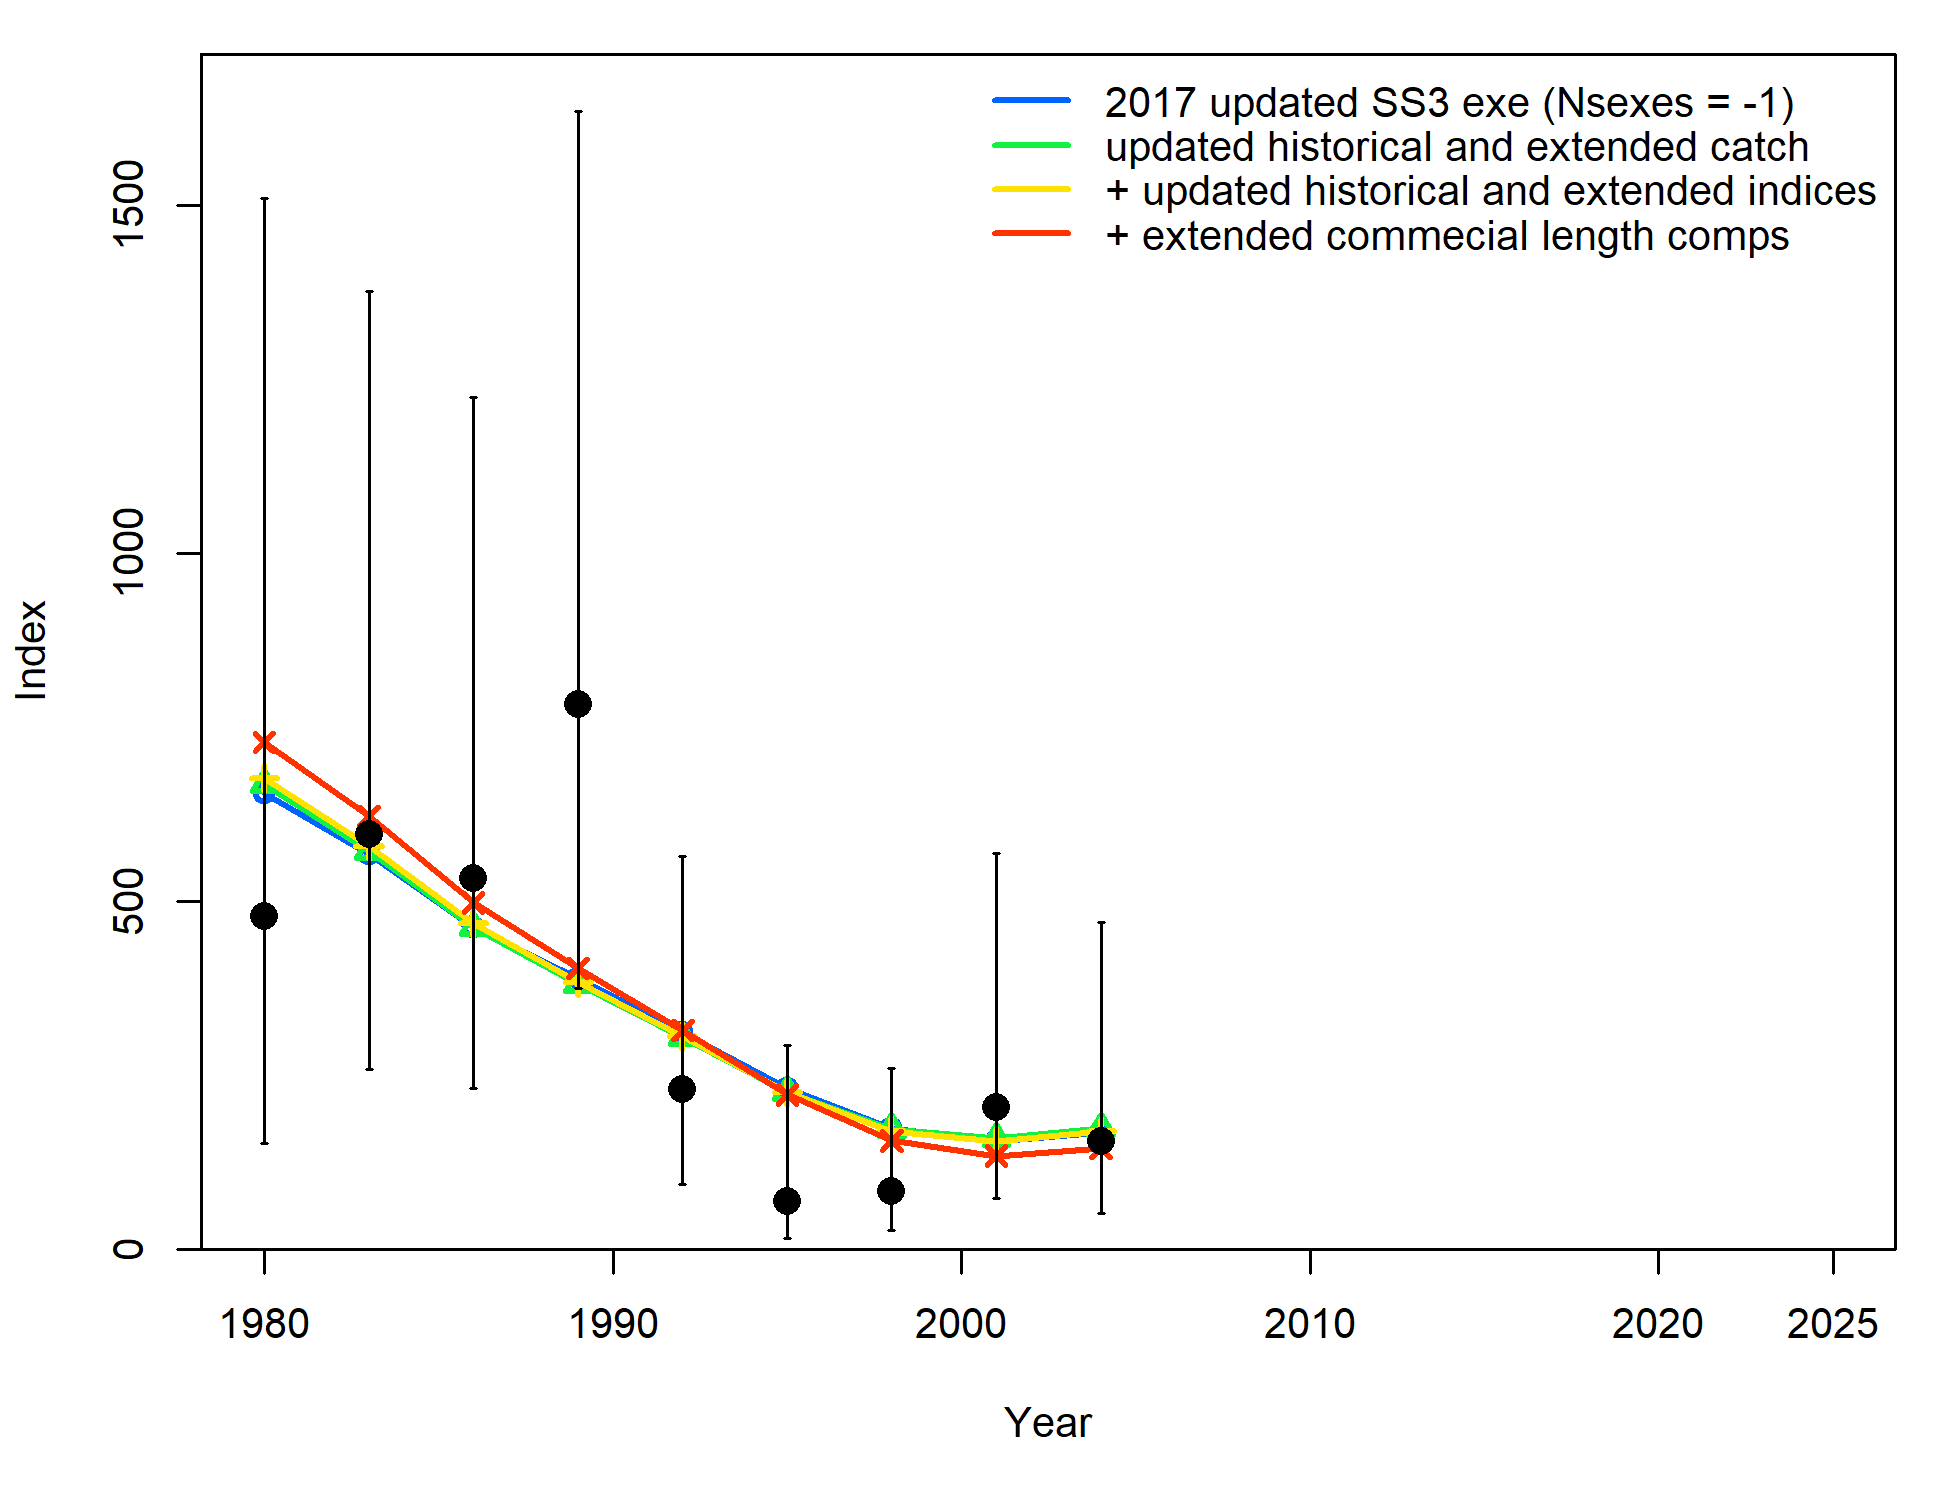 2017 updated SS3 exe (Nsexes = -1)
updated historical and extended catch
+ updated historical and extended indices
+ extended commecial length comps
1500
1000
500
0
Index
1980 1990 2000 2010 2020 2025
Year